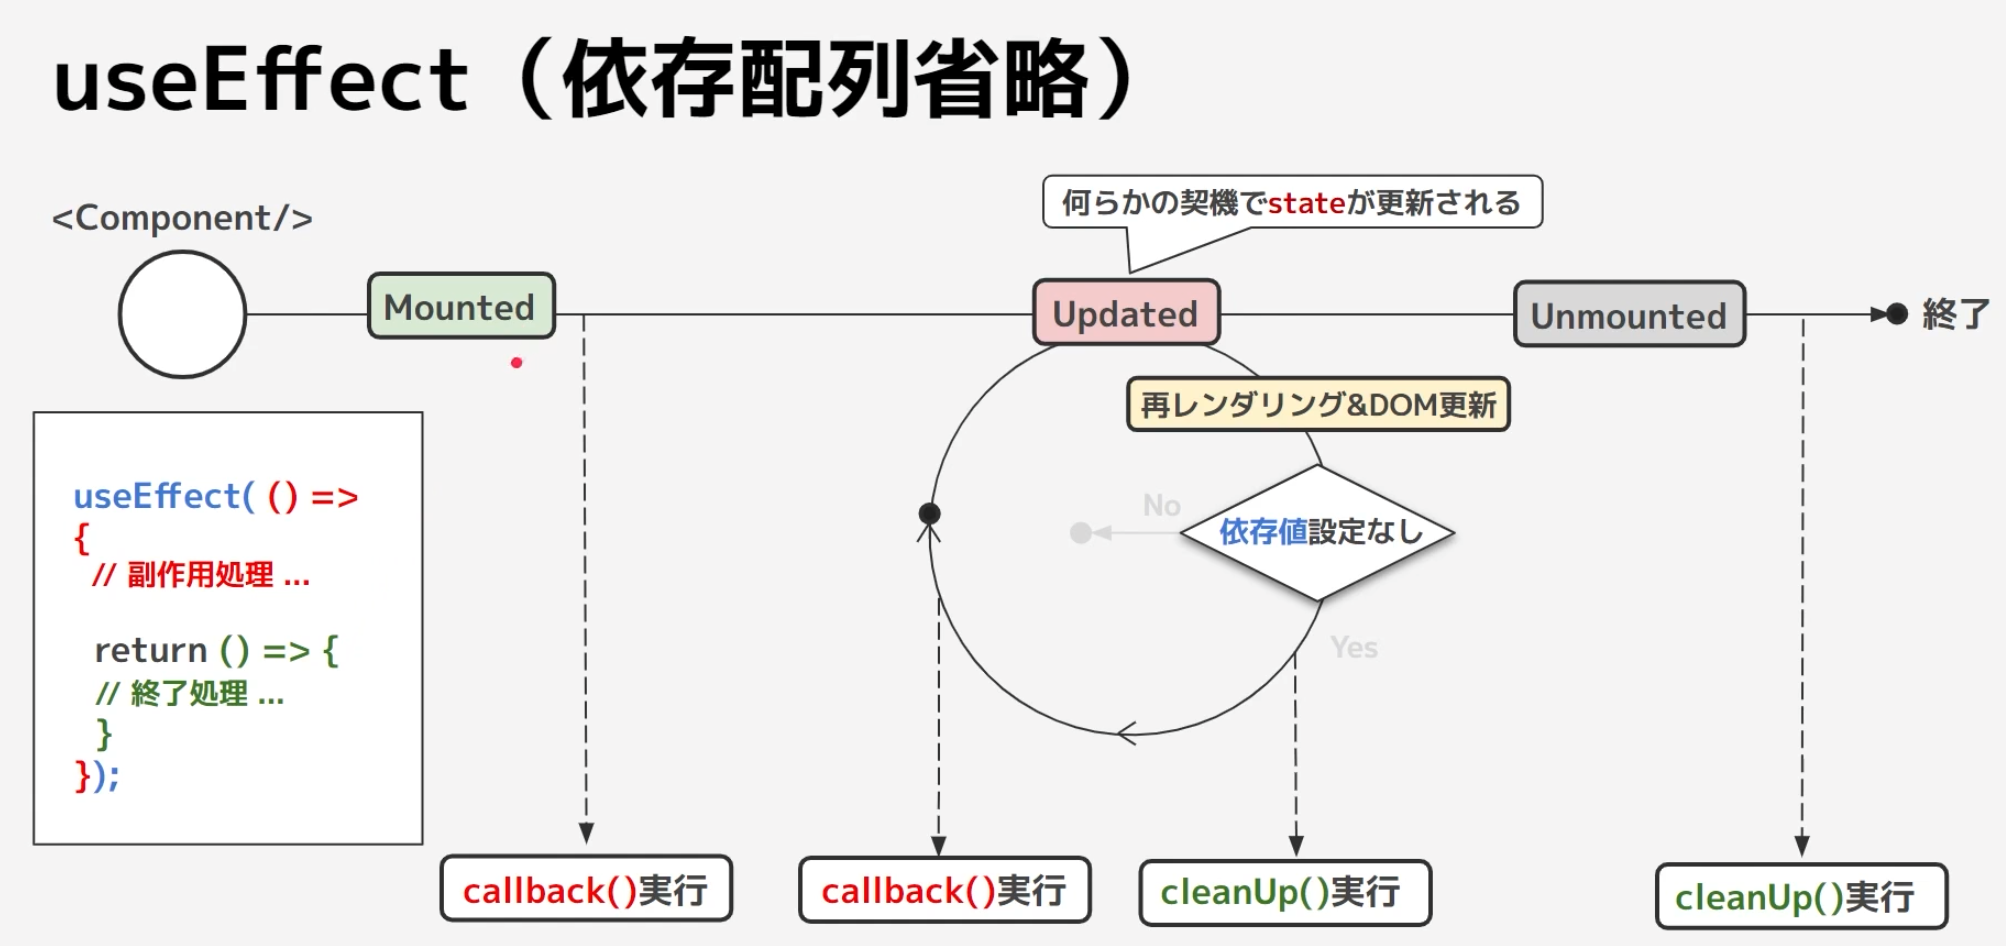 useEffect（依存配列省略）
何らかの契機でstateが更新される
<Component/>
Mounted
Updated
Unmounted
終了
再レンダリング&DOM更新
useEffect( () =>
{
// 副作用処理 ...
return () => {
// 終了処理 ...
}
});
No
依存値設定なし
Yes
callback()実行
callback()実行
cleanUp()実行
cleanUp()実行